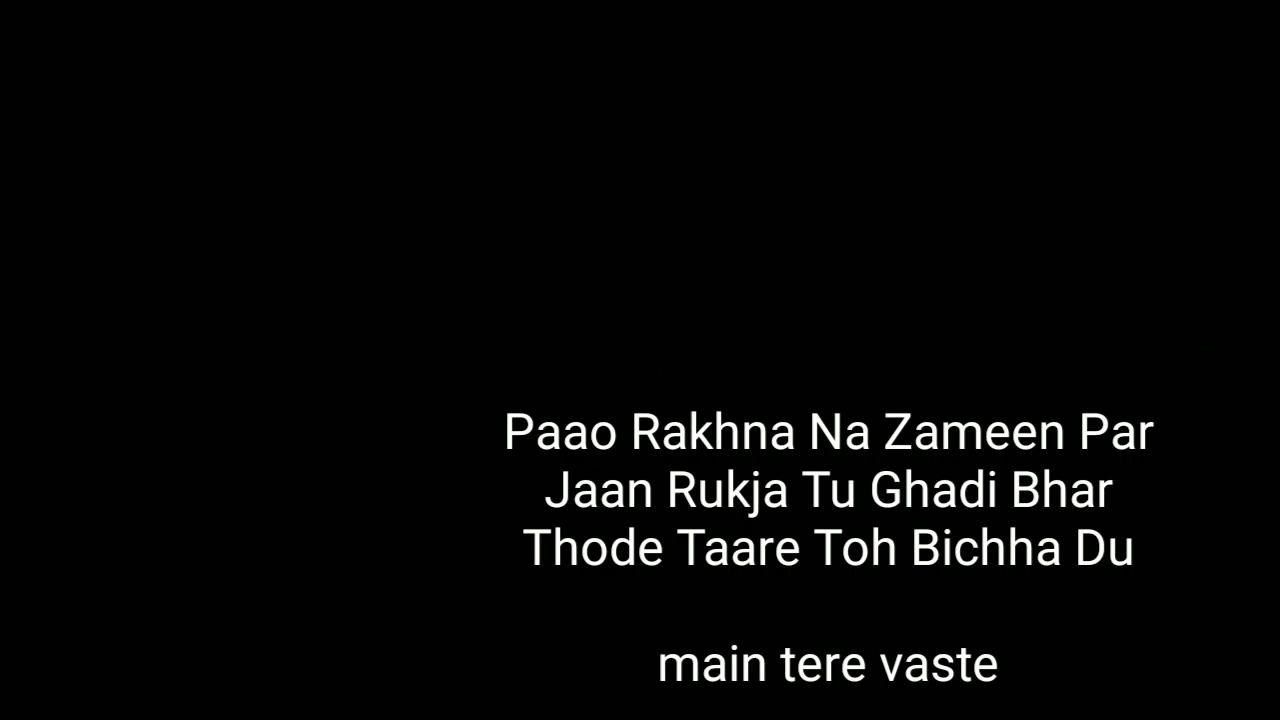 Paao Rakhna Na Zameen Par
Jaan Rukja Tu Ghadi Bhar
Thode Taare Toh Bichha Du
main tere vaste